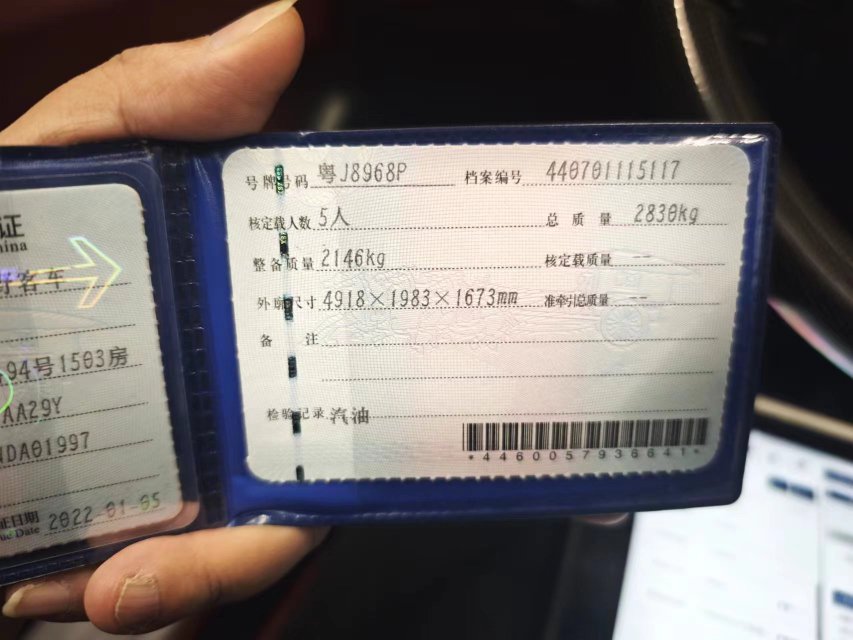 证
hina
客车
94号1503房
AA29Y
NDA01997
证日期 2022-01-05
ue Date
号牌号码 粤J8968P 档案编号 440701115117
核定载人数 5人 总质量 2830kg
整备质量 2146kg 核定载质量 --
外廓尺寸 4918×1983×1673mm 准牵引总质量 --
备注
检验记录 汽油
*4460057938641*